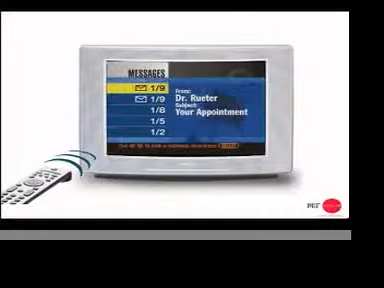 MESSAGES
1/9
1/9
1/8
1/5
1/2
From:
Dr. Rueter
Subject:
Your Appointment